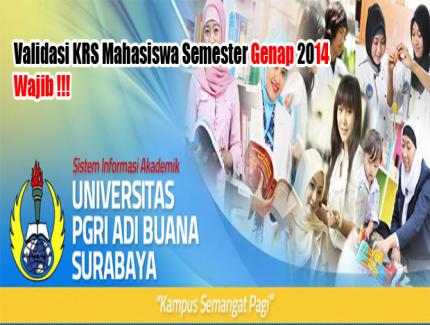 Validasi KRS Mahasiswa Semester Genap 2014
Wajib !!!
Sistem Informasi Akademik
UNIVERSITAS
PGRI ADI BUANA
SURABAYA
"Kampus Semangat Pagi"